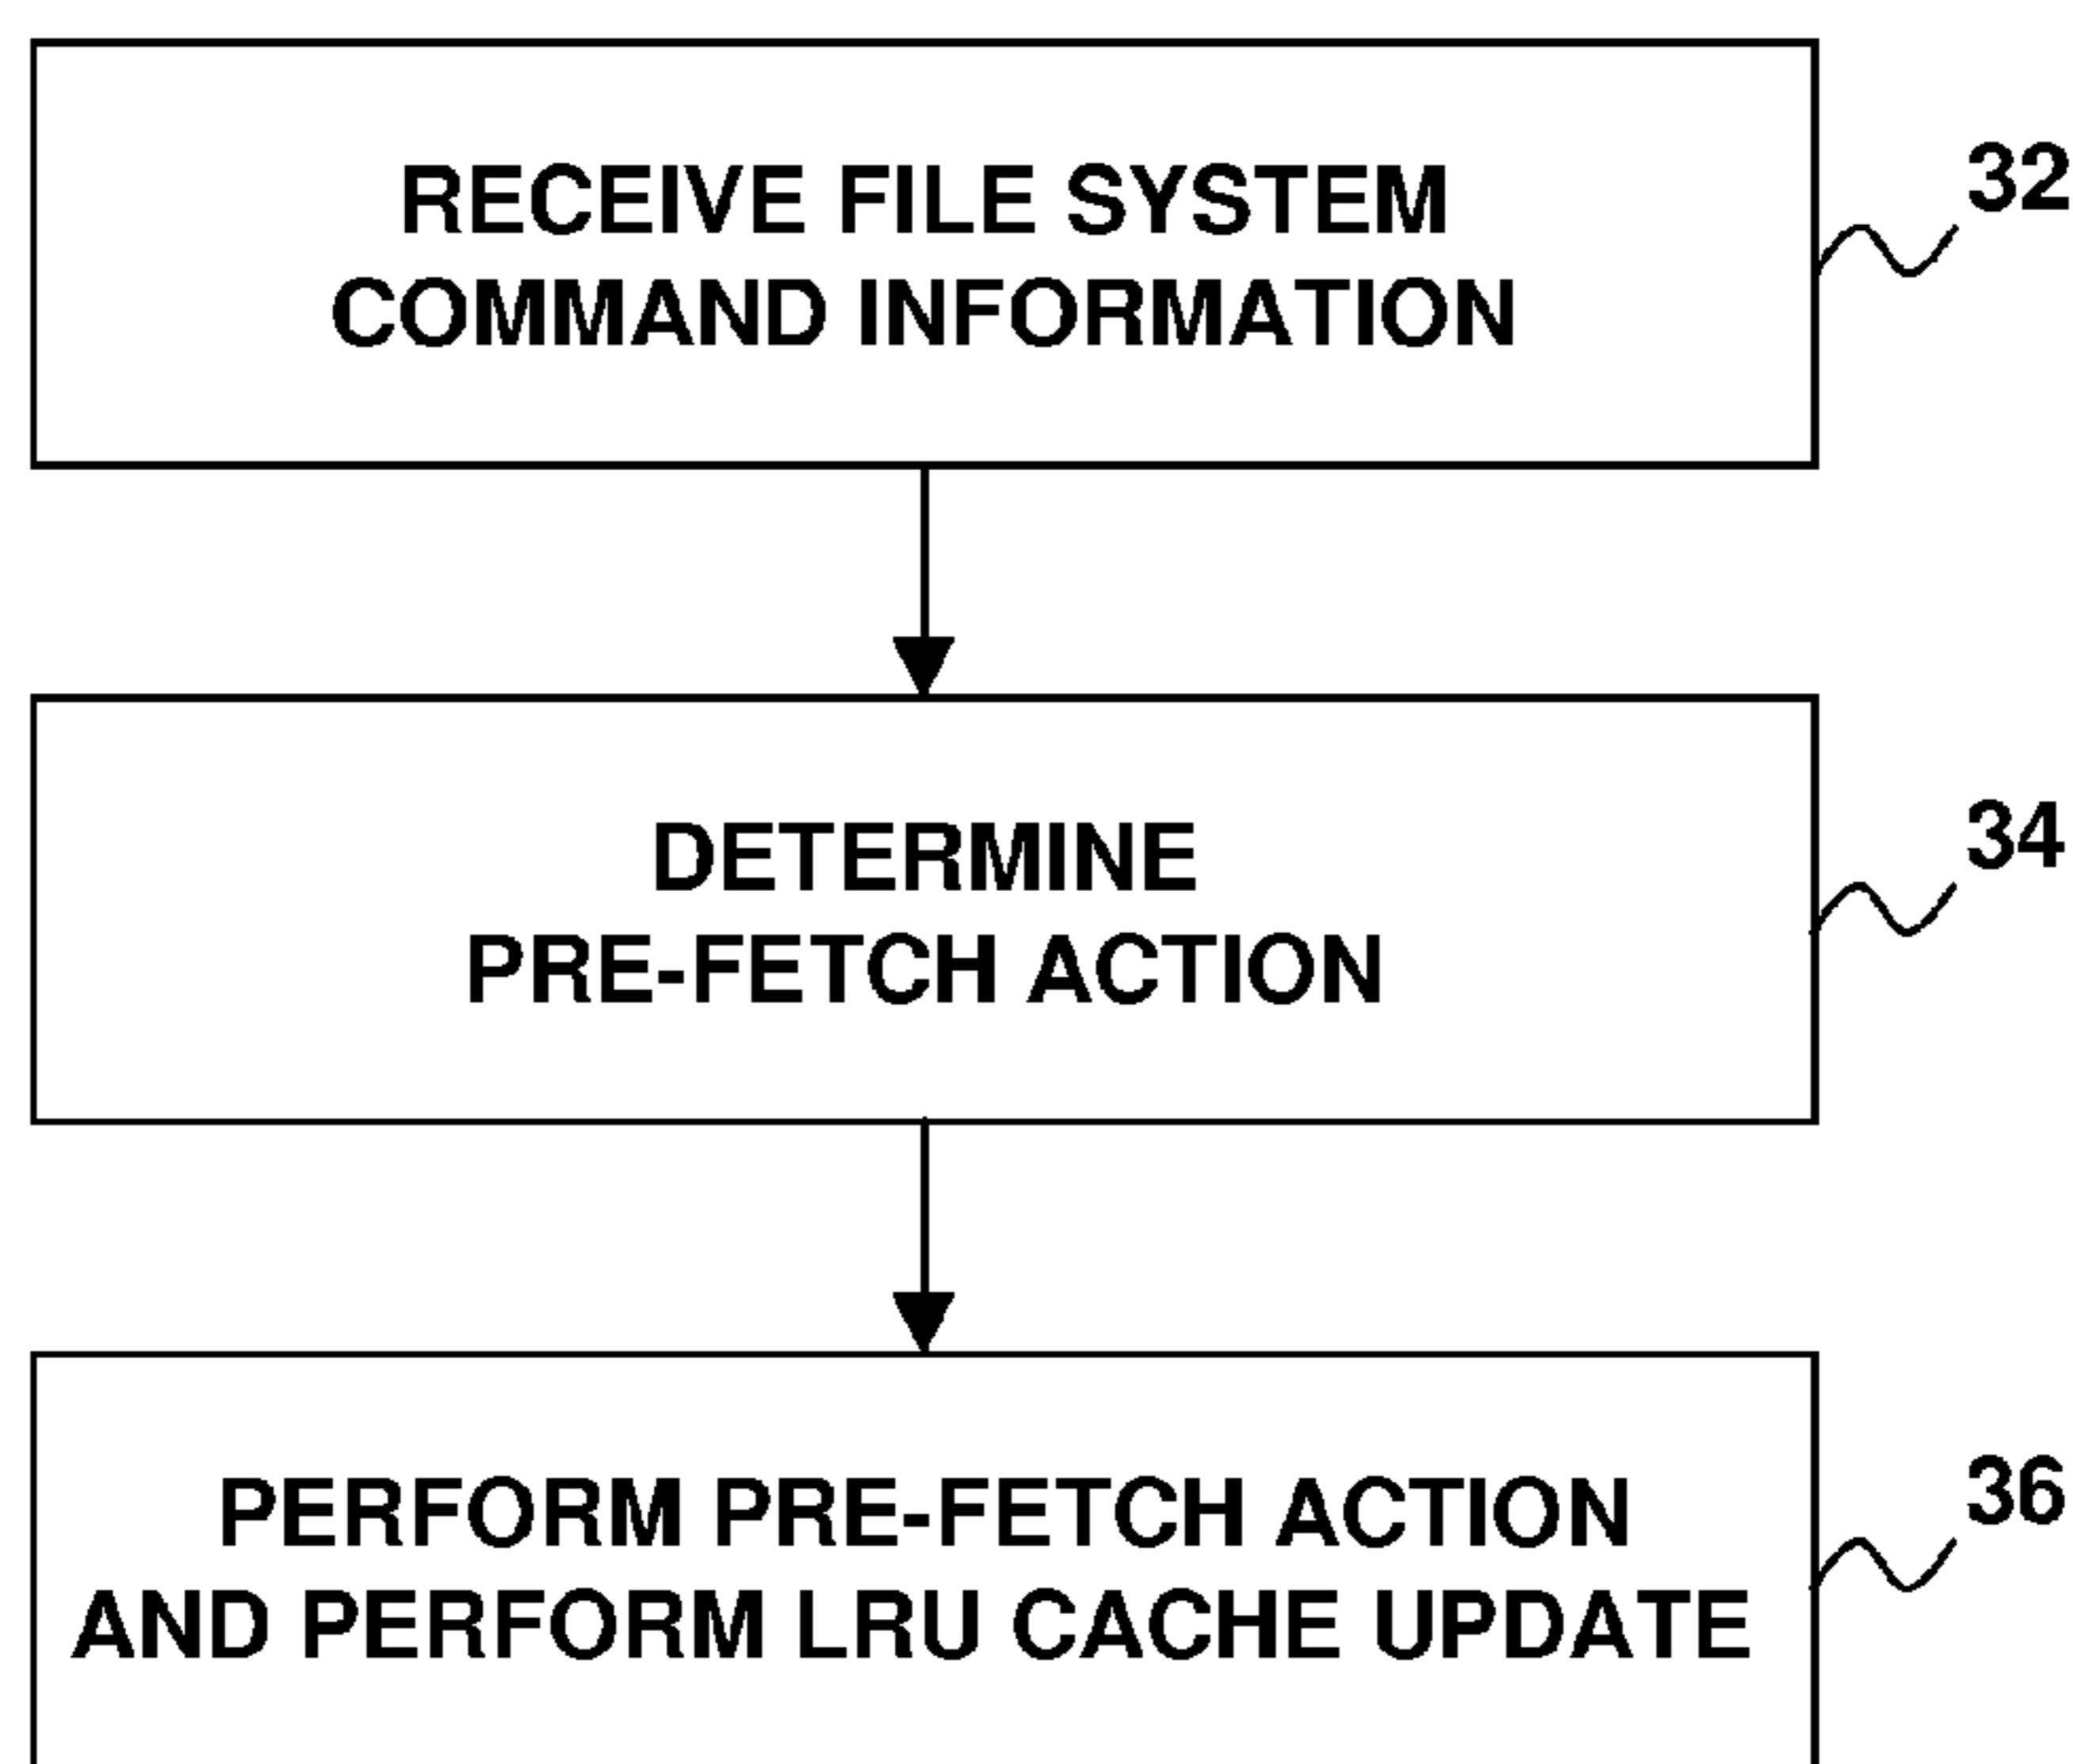 RECEIVE FILE SYSTEM
COMMAND INFORMATION
32
DETERMINE
PRE-FETCH ACTION
34
PERFORM PRE-FETCH ACTION
AND PERFORM LRU CACHE UPDATE
36